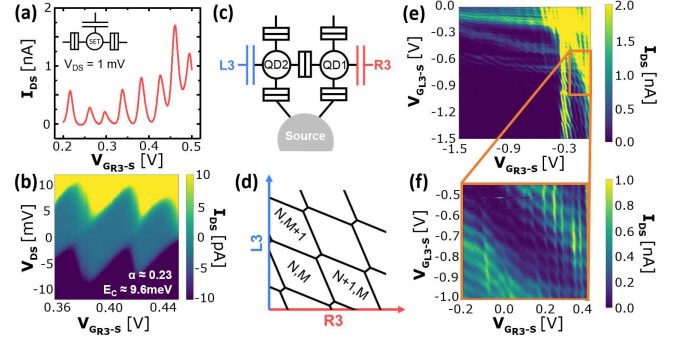 (a)
I_DS [nA]
2
1
0
SET
V_DS = 1 mV
0.2 0.3 0.4 0.5
V_GR3-S [V]
(b)
V_DS [mV]
10
5
0
-5
-10
α ≈ 0.23
E_C ≈ 9.6meV
0.36 0.40 0.44
V_GR3-S [V]
10
5
0
-5
-10
I_DS [pA]
(c)
L3
QD2
QD1
R3
Source
(d)
L3
N,M+1
N,M
N+1,M
R3
(e)
V_GL3-S [V]
0.0
-0.3
-0.6
-0.9
-1.2
-1.5
-1.5 -0.9 -0.3
V_GR3-S [V]
2.0
1.5
1.0
0.5
0.0
I_DS [nA]
(f)
V_GL3-S [V]
-0.5
-0.6
-0.7
-0.8
-0.9
-1.0
-0.2 0.0 0.2 0.4
V_GR3-S [V]
1.0
0.8
0.6
0.4
0.2
0.0
I_DS [nA]